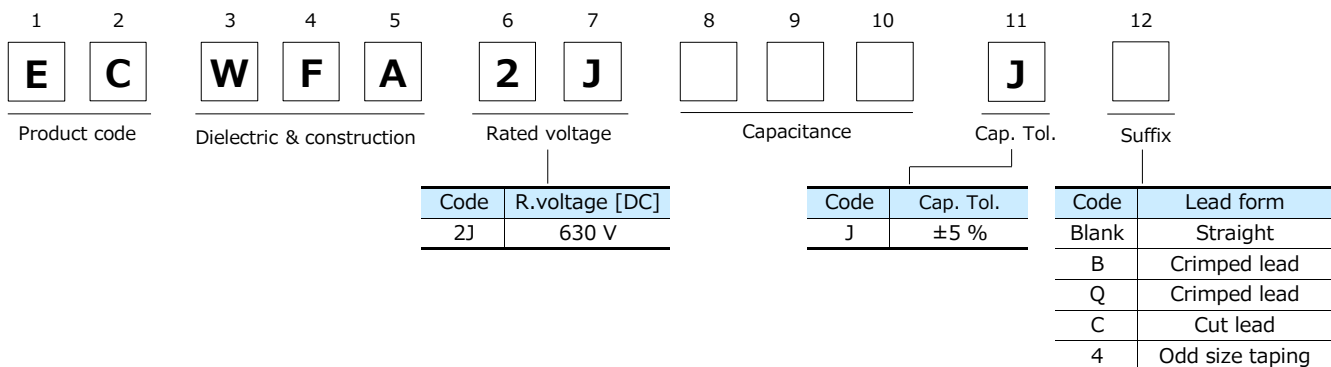 1 2 3 4 5 6 7 8 9 10 11 12
E C W F A 2 J J
Product code Dielectric & construction Rated voltage Capacitance Cap. Tol. Suffix
Code R.voltage [DC] Code Cap. Tol. Code Lead form
2J 630 V J ±5 % Blank Straight
B Crimped lead
Q Crimped lead
C Cut lead
4 Odd size taping